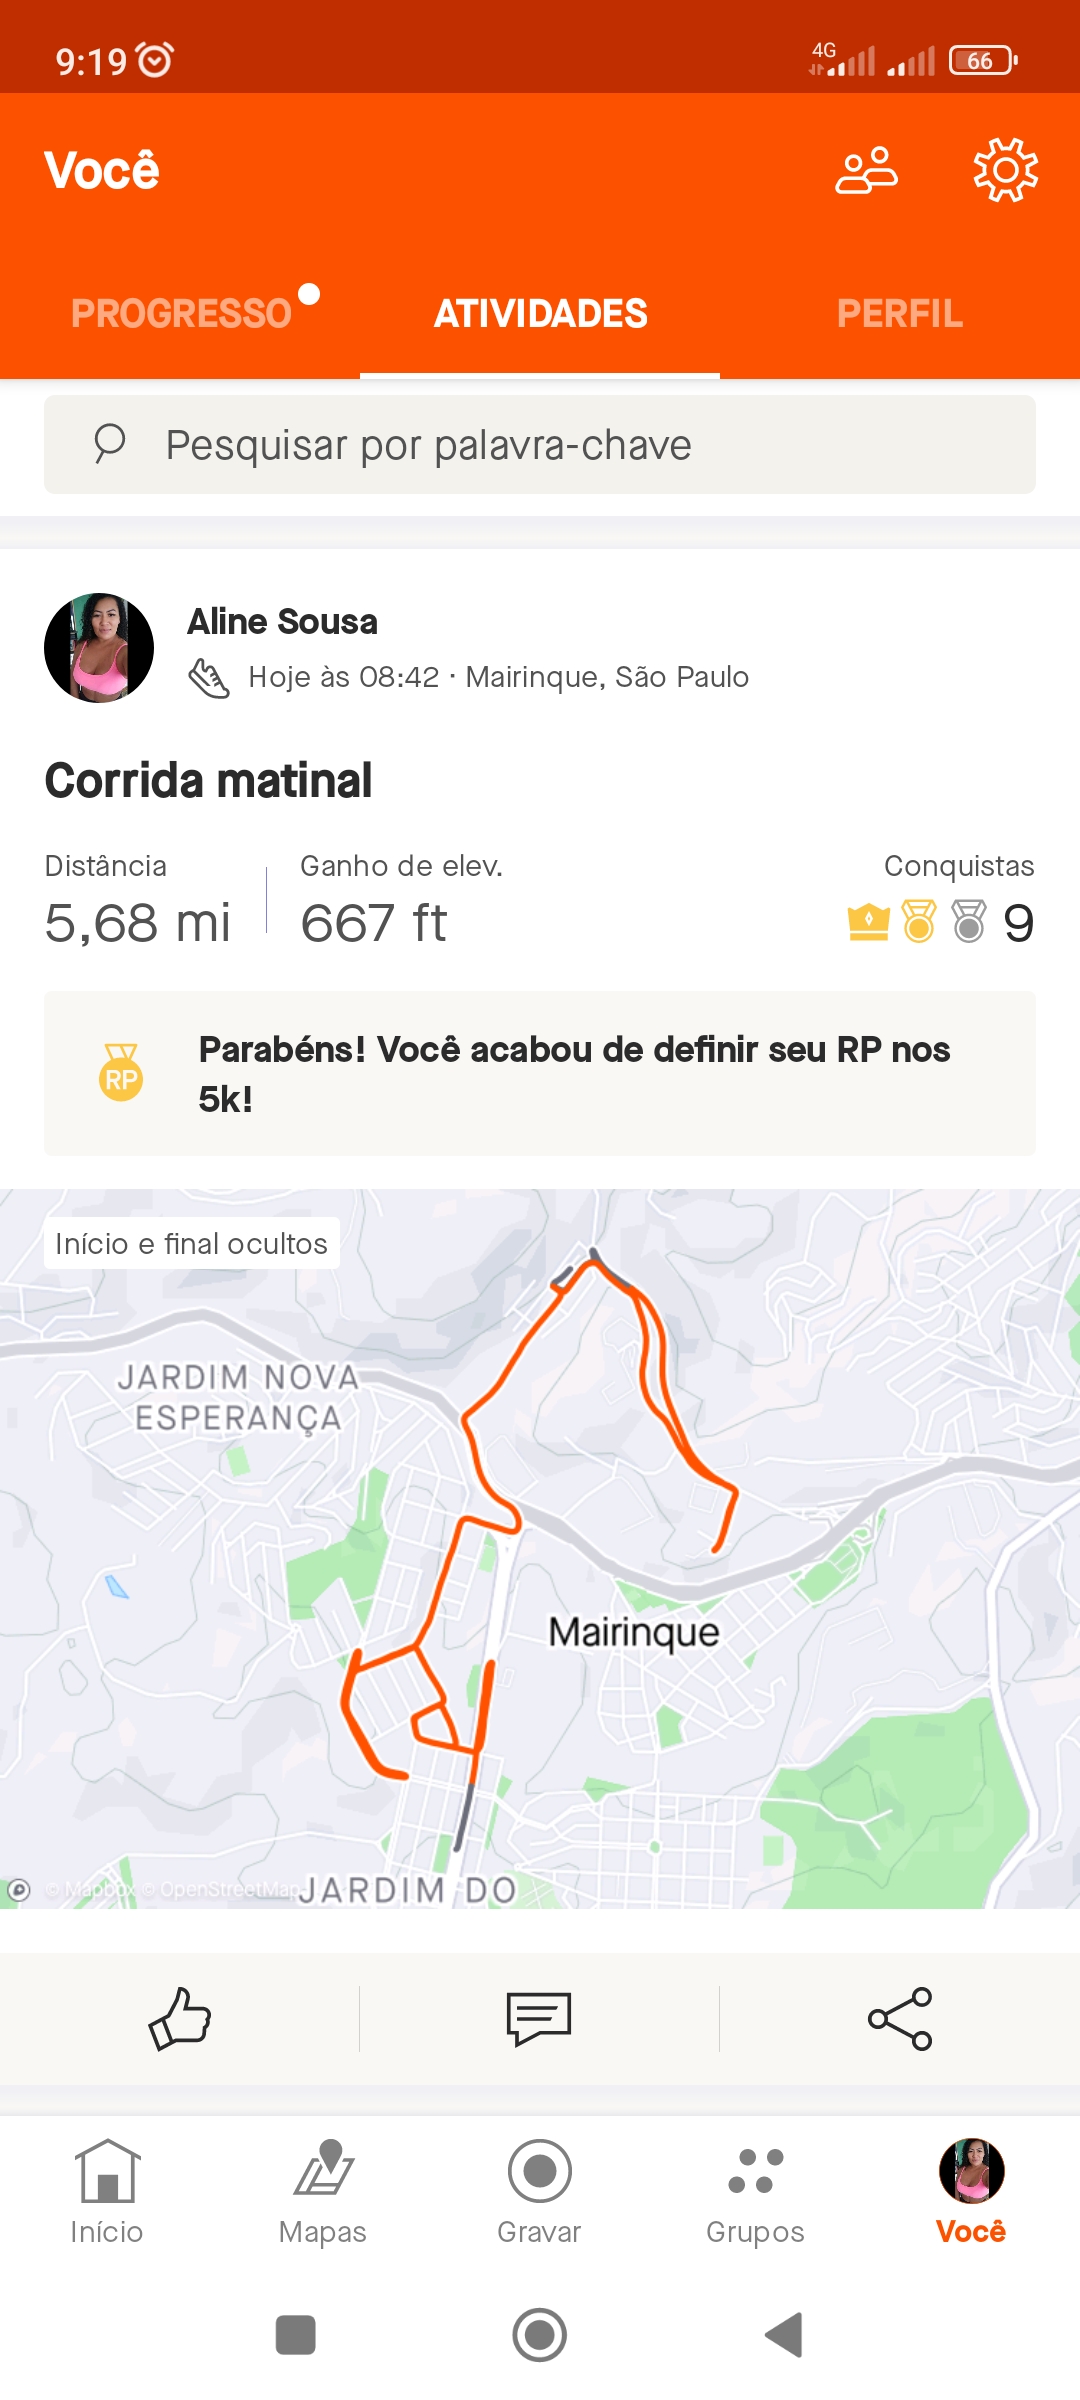 9:19
4G
66
Você
PROGRESSO
ATIVIDADES
PERFIL
Pesquisar por palavra-chave
Aline Sousa
Hoje às 08:42 · Mairinque, São Paulo
Corrida matinal
Distância
Ganho de elev.
Conquistas
5,68 mi
667 ft
9
RP
Parabéns! Você acabou de definir seu RP nos
5k!
Início e final ocultos
JARDIM NOVA
ESPERANÇA
Mairinque
© Mapbox © OpenStreetMap
JARDIM DO
Início
Mapas
Gravar
Grupos
Você